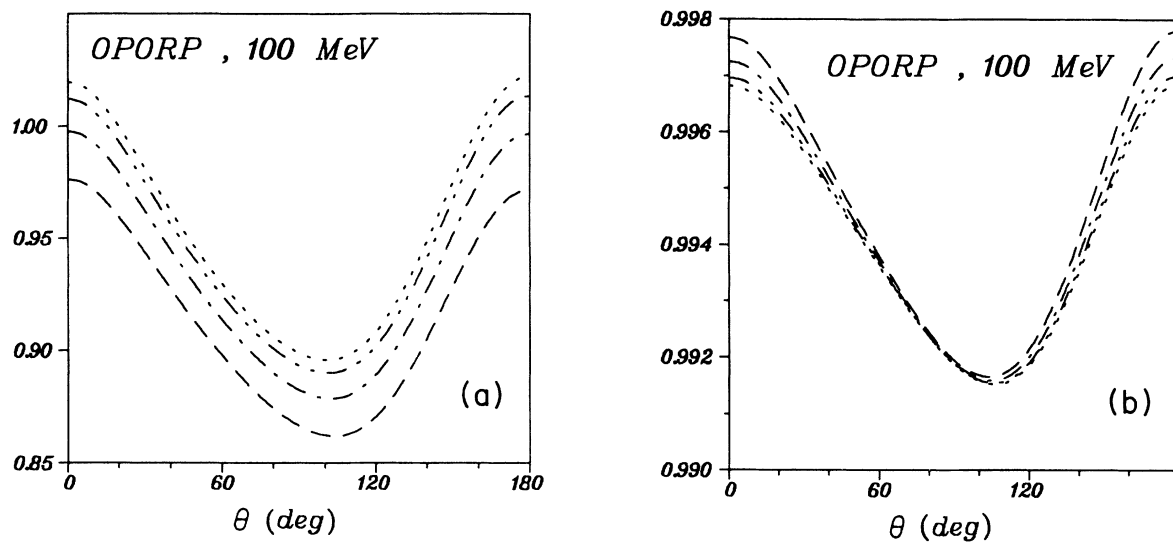 OPORP , 100 MeV
1.00
0.95
0.90
0.85
0 60 120 180
θ (deg)
(a)
0.998
OPORP , 100 MeV
0.996
0.994
0.992
0.990
0 60 120
θ (deg)
(b)